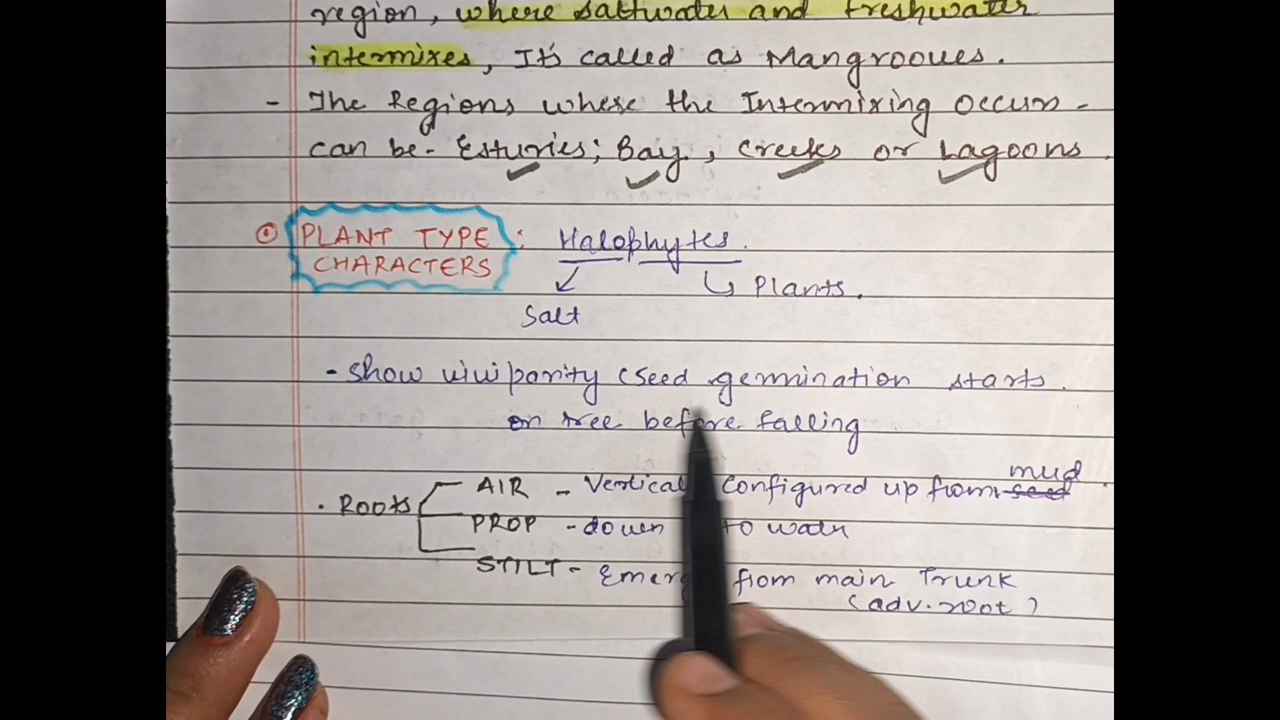 region, where saltwater and freshwater
intermixes, It's called as Mangrooves.
- The Regions where the Intermixing occurs -
can be - Esturies; Bay, creeks or Lagoons.
PLANT TYPE CHARACTERS : Halophytes.
Salt
Plants.
- show viviparity (seed germination starts.
on tree before falling
. Roots
AIR - Vertical configured up from seed mud.
PROP - down to water
STILT - from main Trunk
(adv. root)